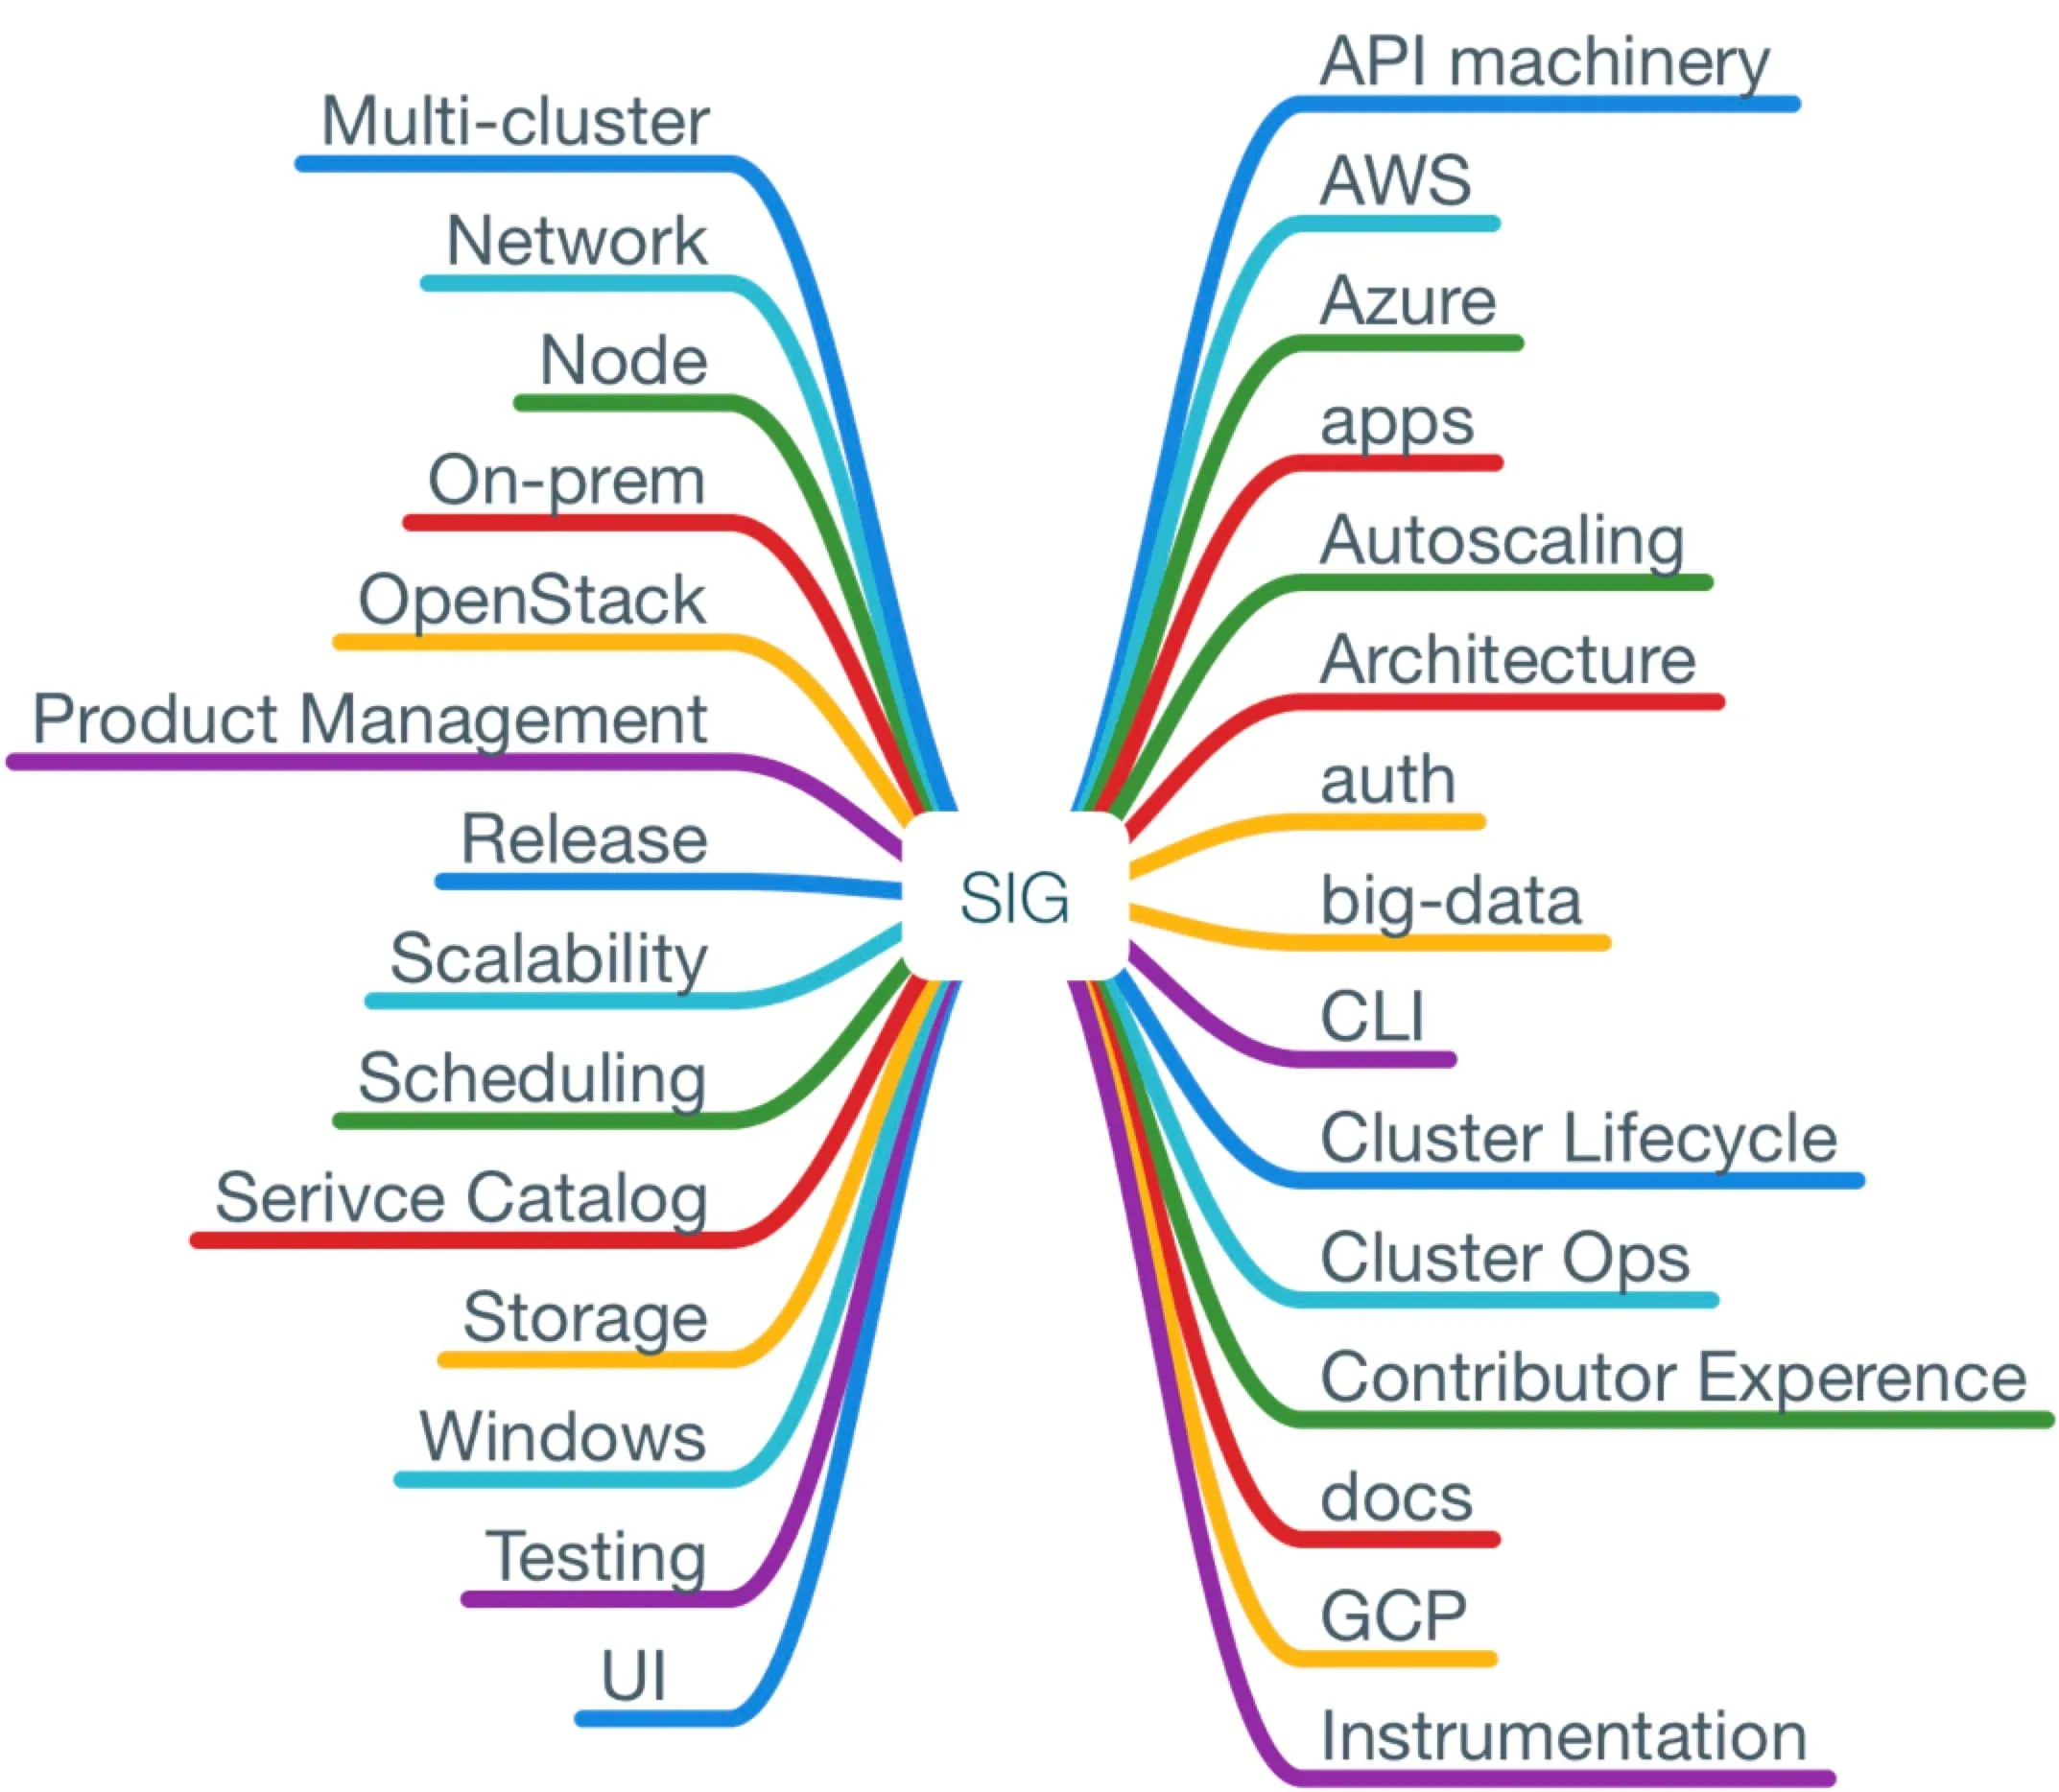 Multi-cluster
Network
Node
On-prem
OpenStack
Product Management
Release
Scalability
Scheduling
Serivce Catalog
Storage
Windows
Testing
UI
SIG
API machinery
AWS
Azure
apps
Autoscaling
Architecture
auth
big-data
CLI
Cluster Lifecycle
Cluster Ops
Contributor Experence
docs
GCP
Instrumentation